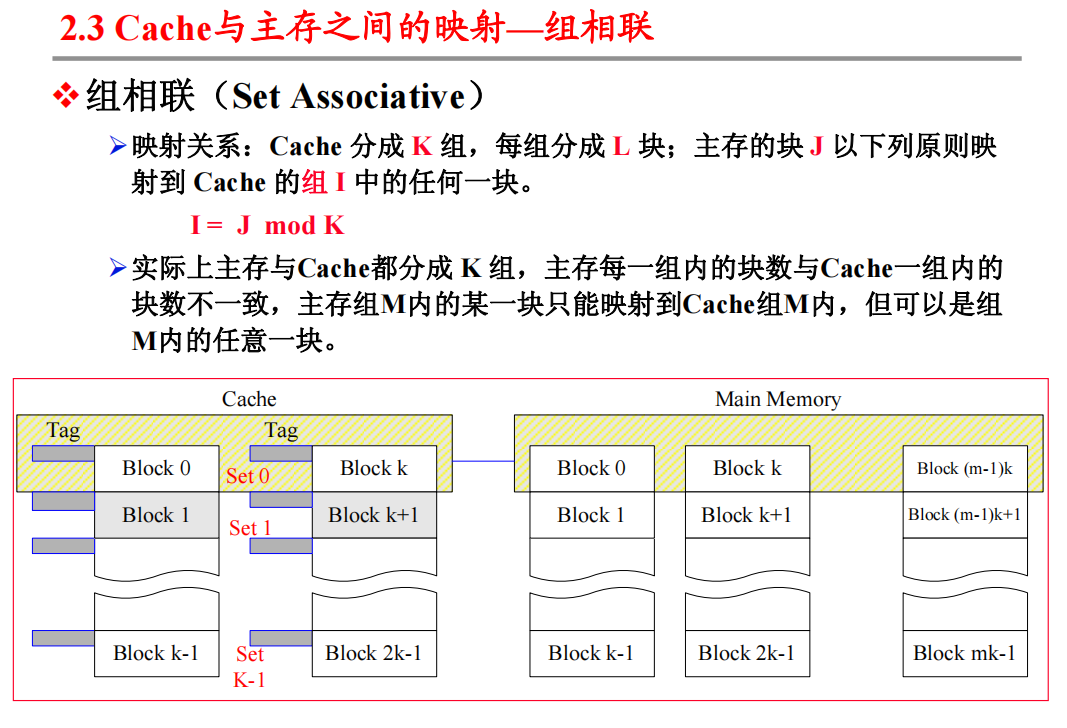 2.3 Cache与主存之间的映射—组相联
❖组相联（Set Associative）
➢映射关系：Cache 分成 K 组，每组分成 L 块；主存的块 J 以下列原则映
射到 Cache 的组 I 中的任何一块。
I = J mod K
➢实际上主存与Cache都分成 K 组，主存每一组内的块数与Cache一组内的
块数不一致，主存组M内的某一块只能映射到Cache组M内，但可以是组
M内的任意一块。
Cache
Main Memory
Tag
Tag
Block 0
Set 0
Block k
Block 0
Block k
Block (m-1)k
Block 1
Set 1
Block k+1
Block 1
Block k+1
Block (m-1)k+1
Block k-1
Set
K-1
Block 2k-1
Block k-1
Block 2k-1
Block mk-1